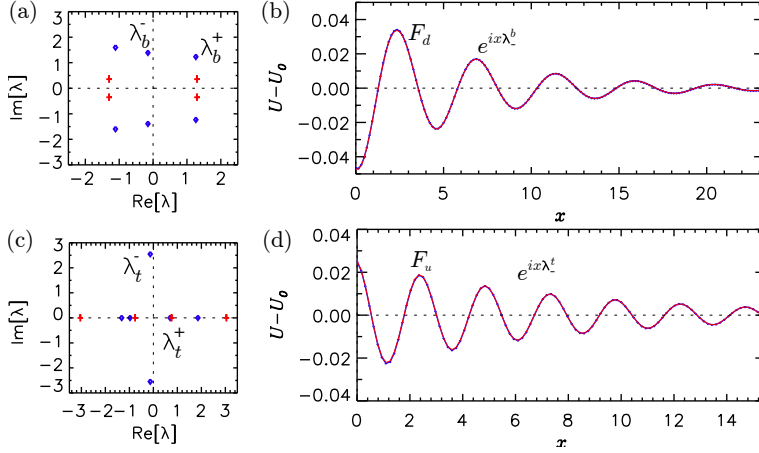 (a)
3
2
1
0
−1
−2
−3
Im[λ]
λ_b^-
λ_b^+
−2 −1 0 1 2
Re[λ]
(b)
0.04
0.02
0.00
−0.02
−0.04
U−U_0
F_d
e^{ixλ_-^b}
0 5 10 15 20
x
(c)
3
2
1
0
−1
−2
−3
Im[λ]
λ_t^-
λ_t^+
−3 −2 −1 0 1 2 3
Re[λ]
(d)
0.04
0.02
0.00
−0.02
−0.04
U−U_0
F_u
e^{ixλ_-^t}
0 2 4 6 8 10 12 14
x